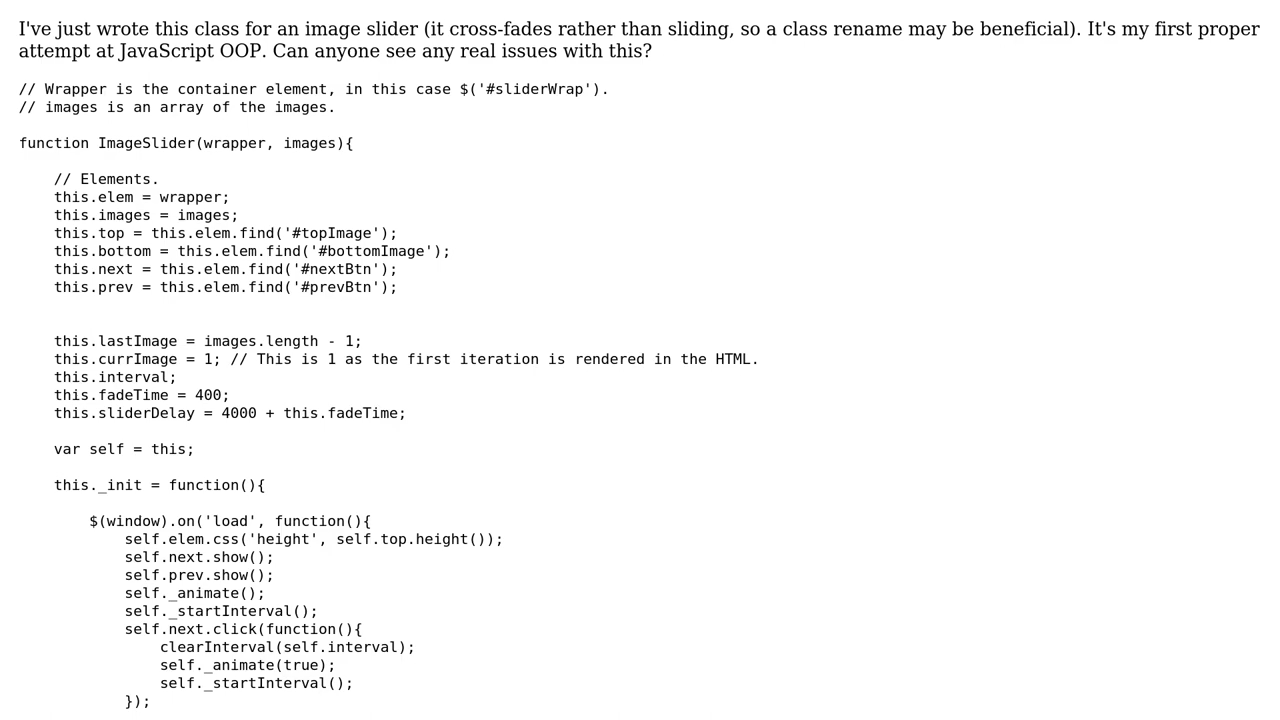 I've just wrote this class for an image slider (it cross-fades rather than sliding, so a class rename may be beneficial). It's my first proper
attempt at JavaScript OOP. Can anyone see any real issues with this?
// Wrapper is the container element, in this case $('#sliderWrap').
// images is an array of the images.
function ImageSlider(wrapper, images){
    // Elements.
    this.elem = wrapper;
    this.images = images;
    this.top = this.elem.find('#topImage');
    this.bottom = this.elem.find('#bottomImage');
    this.next = this.elem.find('#nextBtn');
    this.prev = this.elem.find('#prevBtn');
    this.lastImage = images.length - 1;
    this.currImage = 1; // This is 1 as the first iteration is rendered in the HTML.
    this.interval;
    this.fadeTime = 400;
    this.sliderDelay = 4000 + this.fadeTime;
    var self = this;
    this._init = function(){
        $(window).on('load', function(){
            self.elem.css('height', self.top.height());
            self.next.show();
            self.prev.show();
            self._animate();
            self._startInterval();
            self.next.click(function(){
                clearInterval(self.interval);
                self._animate(true);
                self._startInterval();
            });